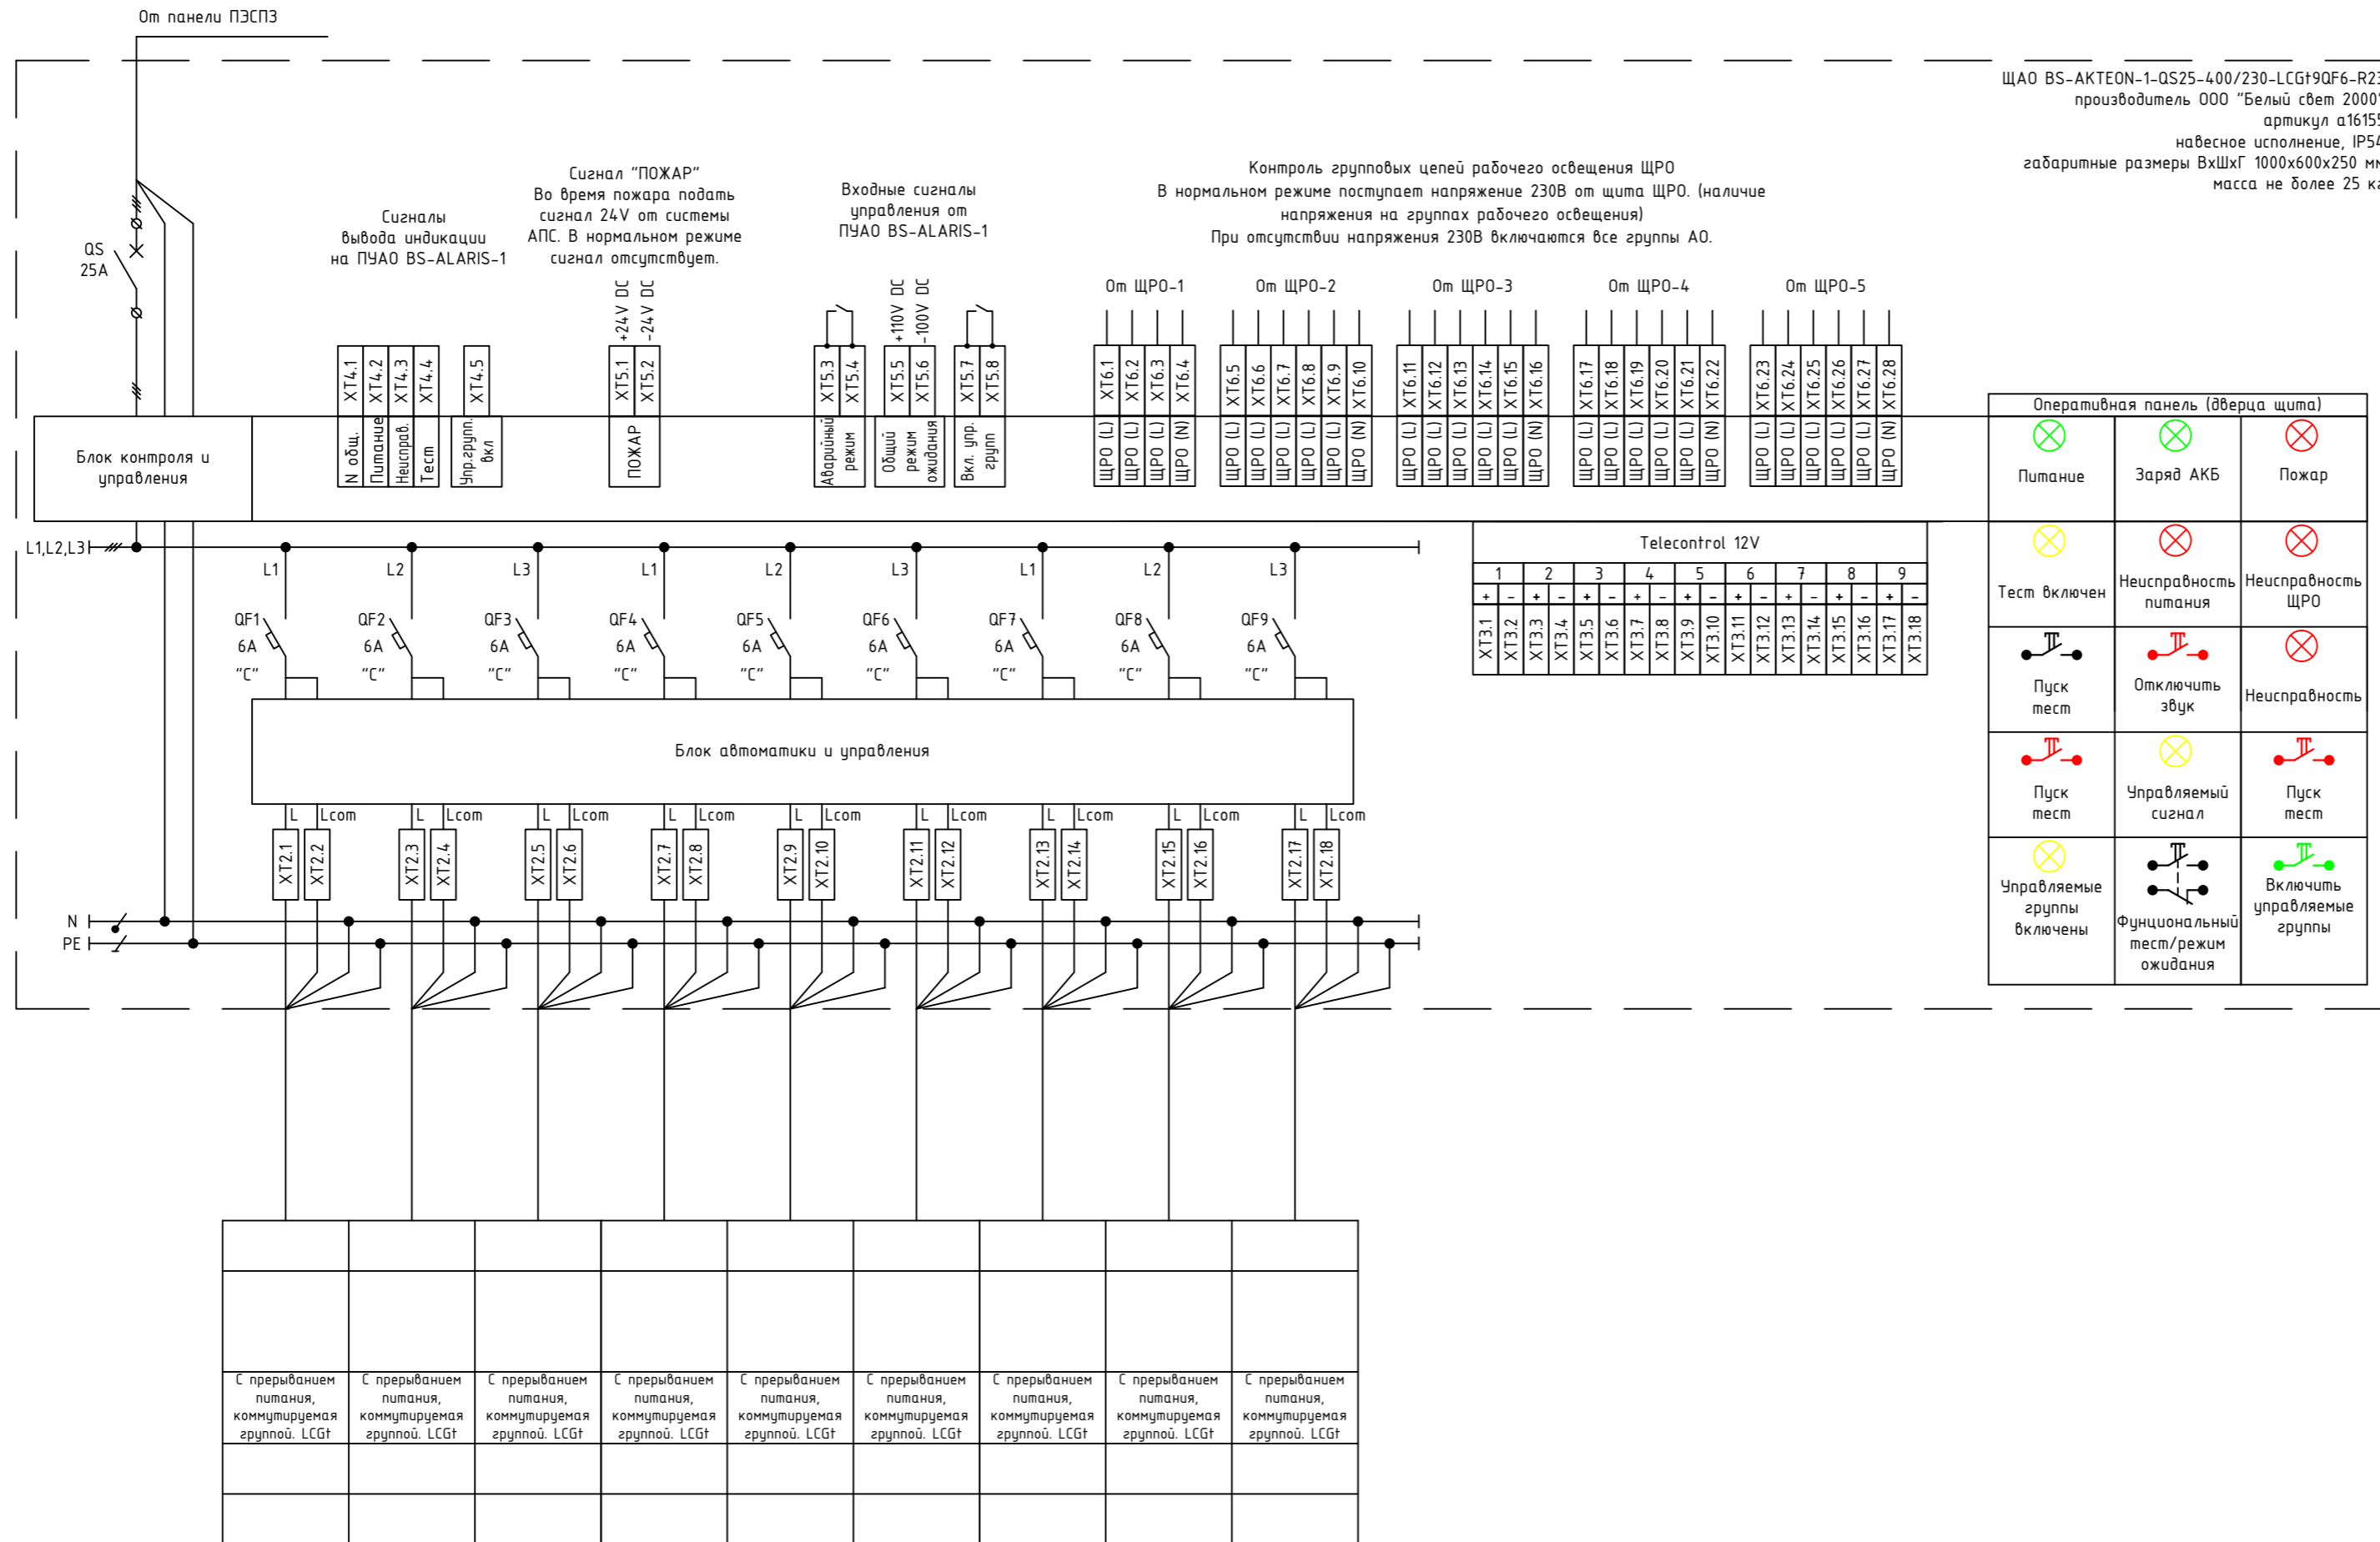 От панели ПЭСПЗ
ЩАО BS-AKTEON-1-QS25-400/230-LCGt9QF6-R23
производитель ООО "Белый свет 2000"
артикул а16155
навесное исполнение, IP54
габаритные размеры ВхШхГ 1000х600х250 мм
масса не более 25 кг
QS
25А
Сигналы
вывода индикации
на ПУАО BS-ALARIS-1
Сигнал "ПОЖАР"
Во время пожара подать
сигнал 24V от системы
АПС. В нормальном режиме
сигнал отсутствует.
Входные сигналы
управления от
ПУАО BS-ALARIS-1
Контроль групповых цепей рабочего освещения ЩРО
В нормальном режиме поступает напряжение 230В от щита ЩРО. (наличие
напряжения на группах рабочего освещения)
При отсутствии напряжения 230В включаются все группы АО.
+24V DC
-24V DC
+110V DC
-100V DC
От ЩРО-1
От ЩРО-2
От ЩРО-3
От ЩРО-4
От ЩРО-5
XT4.1 XT4.2 XT4.3 XT4.4 XT4.5
XT5.1 XT5.2
XT5.3 XT5.4 XT5.5 XT5.6 XT5.7 XT5.8
XT6.1 XT6.2 XT6.3 XT6.4
XT6.5 XT6.6 XT6.7 XT6.8 XT6.9 XT6.10
XT6.11 XT6.12 XT6.13 XT6.14 XT6.15 XT6.16
XT6.17 XT6.18 XT6.19 XT6.20 XT6.21 XT6.22
XT6.23 XT6.24 XT6.25 XT6.26 XT6.27 XT6.28
Блок контроля и
управления
N общ.
Питание
Неисправ.
Тест
Упр.групп.
вкл
ПОЖАР
Аварийный
режим
Общий
режим
ожидания
Вкл. упр.
групп
ЩРО (L) ЩРО (L) ЩРО (L) ЩРО (N)
ЩРО (L) ЩРО (L) ЩРО (L) ЩРО (L) ЩРО (L) ЩРО (N)
ЩРО (L) ЩРО (L) ЩРО (L) ЩРО (L) ЩРО (L) ЩРО (N)
ЩРО (L) ЩРО (L) ЩРО (L) ЩРО (L) ЩРО (L) ЩРО (N)
ЩРО (L) ЩРО (L) ЩРО (L) ЩРО (L) ЩРО (L) ЩРО (N)
Оперативная панель (дверца щита)
Питание
Заряд АКБ
Пожар
Тест включен
Неисправность
питания
Неисправность
ЩРО
Пуск
тест
Отключить
звук
Неисправность
Пуск
тест
Управляемый
сигнал
Пуск
тест
Управляемые
группы
включены
Фунциональный
тест/режим
ожидания
Включить
управляемые
группы
Telecontrol 12V
1 2 3 4 5 6 7 8 9
+ - + - + - + - + - + - + - + - + -
XT3.1 XT3.2 XT3.3 XT3.4 XT3.5 XT3.6 XT3.7 XT3.8 XT3.9 XT3.10 XT3.11 XT3.12 XT3.13 XT3.14 XT3.15 XT3.16 XT3.17 XT3.18
L1,L2,L3
L1 L2 L3 L1 L2 L3 L1 L2 L3
QF1 QF2 QF3 QF4 QF5 QF6 QF7 QF8 QF9
6А 6А 6А 6А 6А 6А 6А 6А 6А
"С" "С" "С" "С" "С" "С" "С" "С" "С"
Блок автоматики и управления
L Lcom L Lcom L Lcom L Lcom L Lcom L Lcom L Lcom L Lcom L Lcom
XT2.1 XT2.2 XT2.3 XT2.4 XT2.5 XT2.6 XT2.7 XT2.8 XT2.9 XT2.10 XT2.11 XT2.12 XT2.13 XT2.14 XT2.15 XT2.16 XT2.17 XT2.18
N
PE
С прерыванием С прерыванием С прерыванием С прерыванием С прерыванием С прерыванием С прерыванием С прерыванием С прерыванием
питания, питания, питания, питания, питания, питания, питания, питания, питания,
коммутируемая коммутируемая коммутируемая коммутируемая коммутируемая коммутируемая коммутируемая коммутируемая коммутируемая
группой. LCGt группой. LCGt группой. LCGt группой. LCGt группой. LCGt группой. LCGt группой. LCGt группой. LCGt группой. LCGt